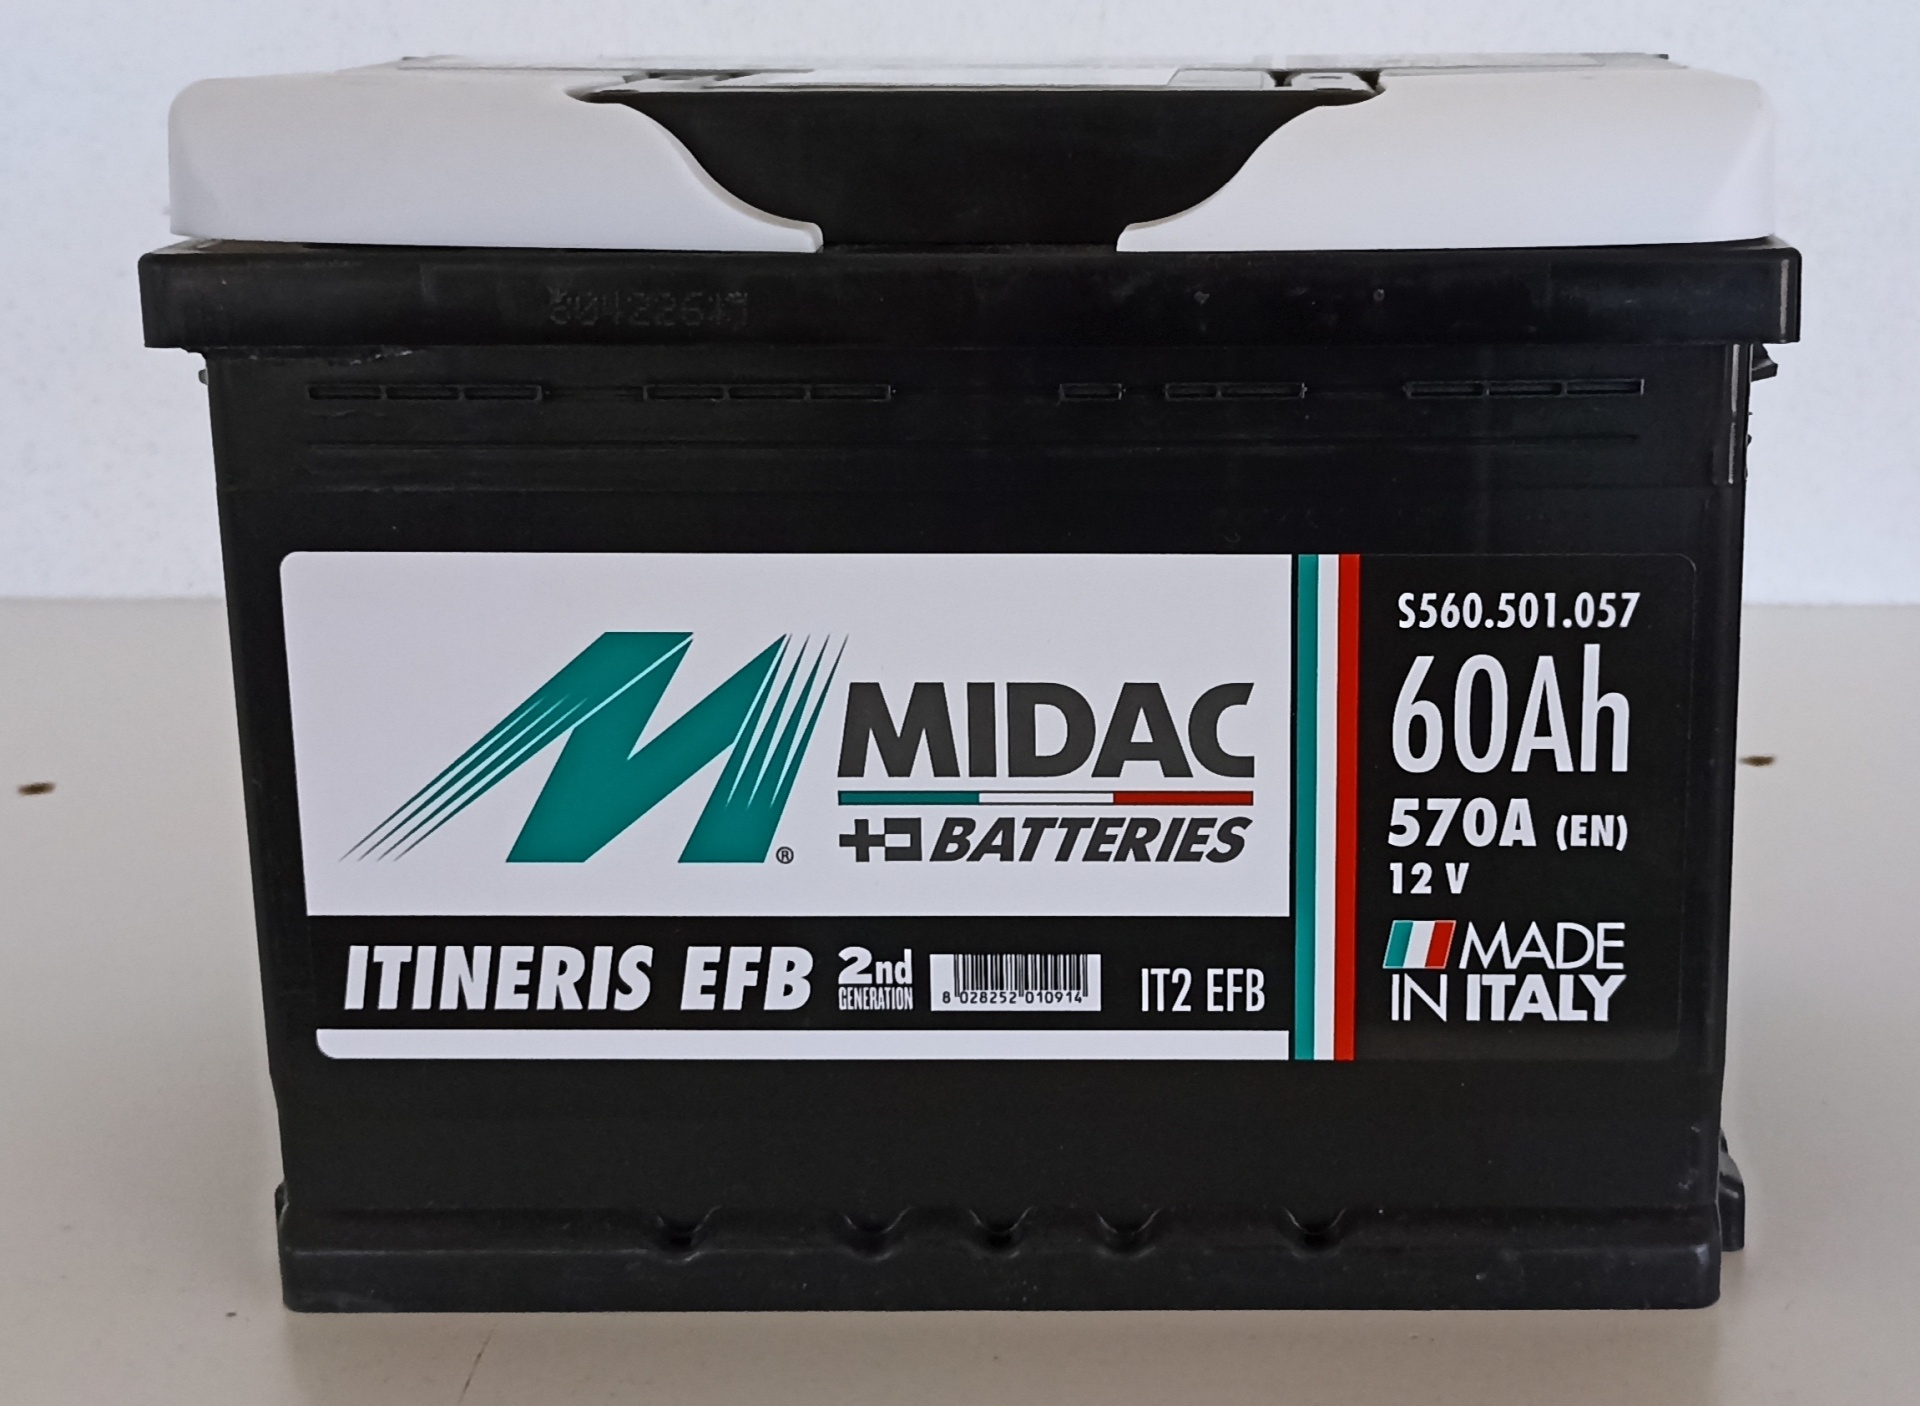 MIDAC
BATTERIES
®
ITINERIS EFB 2nd GENERATION
8 028252 010914
IT2 EFB
S560.501.057
60Ah
570A (EN)
12 V
MADE
IN ITALY